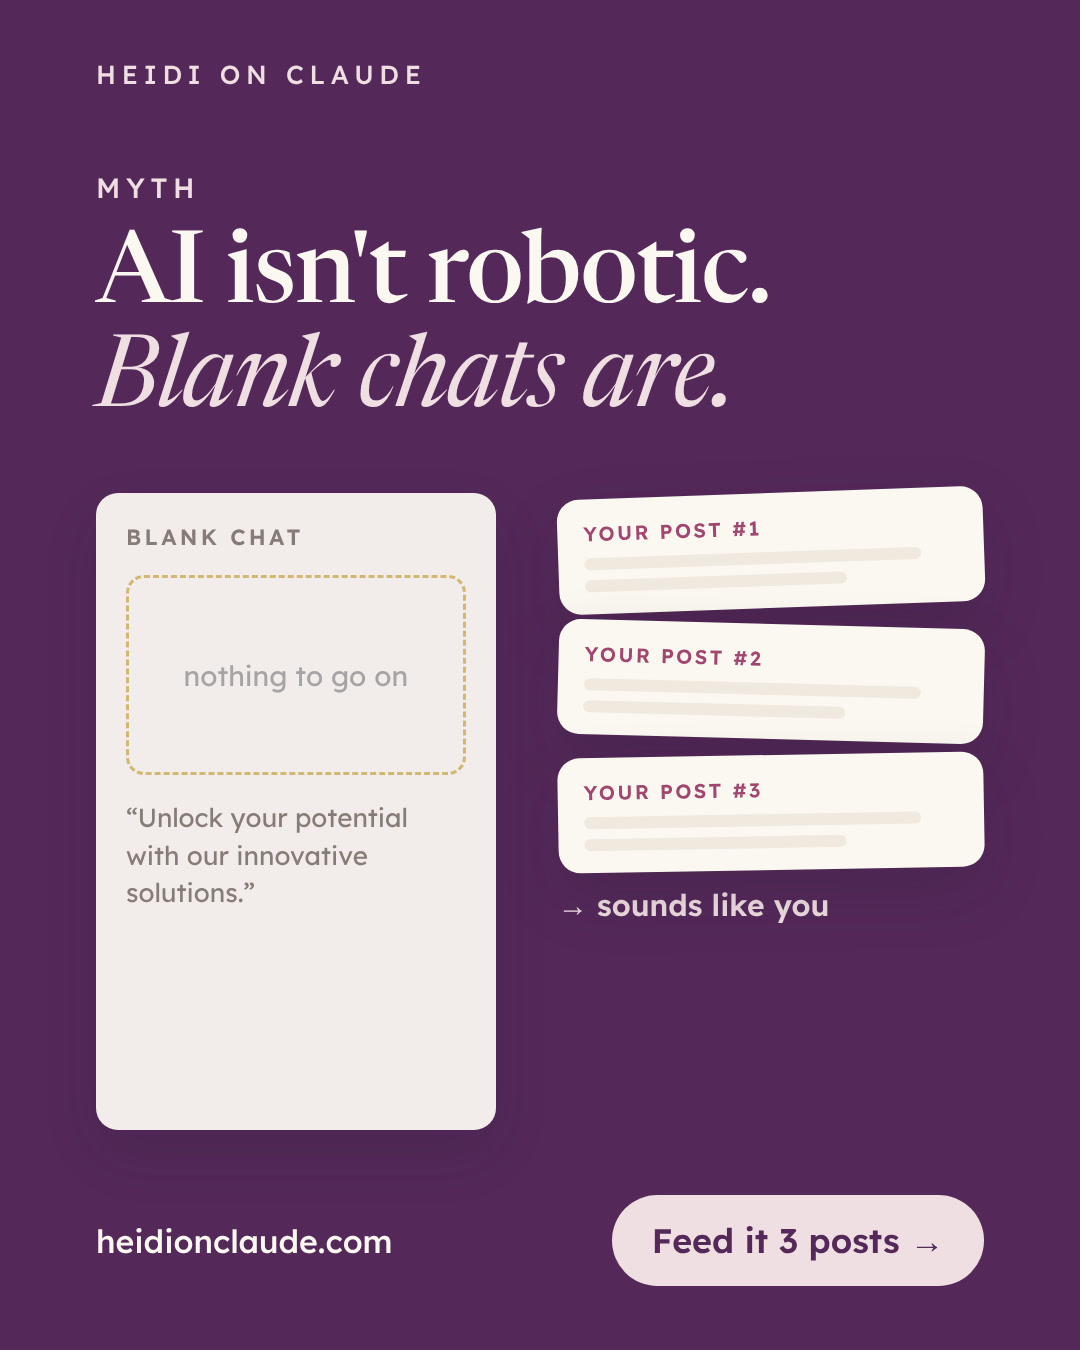 HEIDI ON CLAUDE
MYTH
AI isn't robotic.
Blank chats are.
BLANK CHAT
nothing to go on
“Unlock your potential
with our innovative
solutions.”
YOUR POST #1
YOUR POST #2
YOUR POST #3
→ sounds like you
heidionclaude.com
Feed it 3 posts →